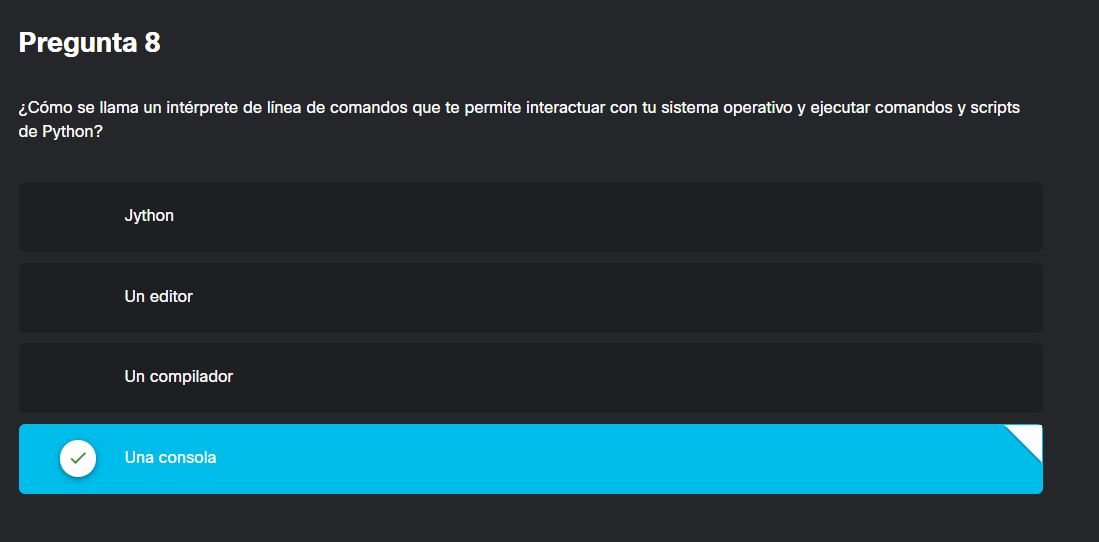 Pregunta 8
¿Cómo se llama un intérprete de línea de comandos que te permite interactuar con tu sistema operativo y ejecutar comandos y scripts
de Python?
Jython
Un editor
Un compilador
Una consola